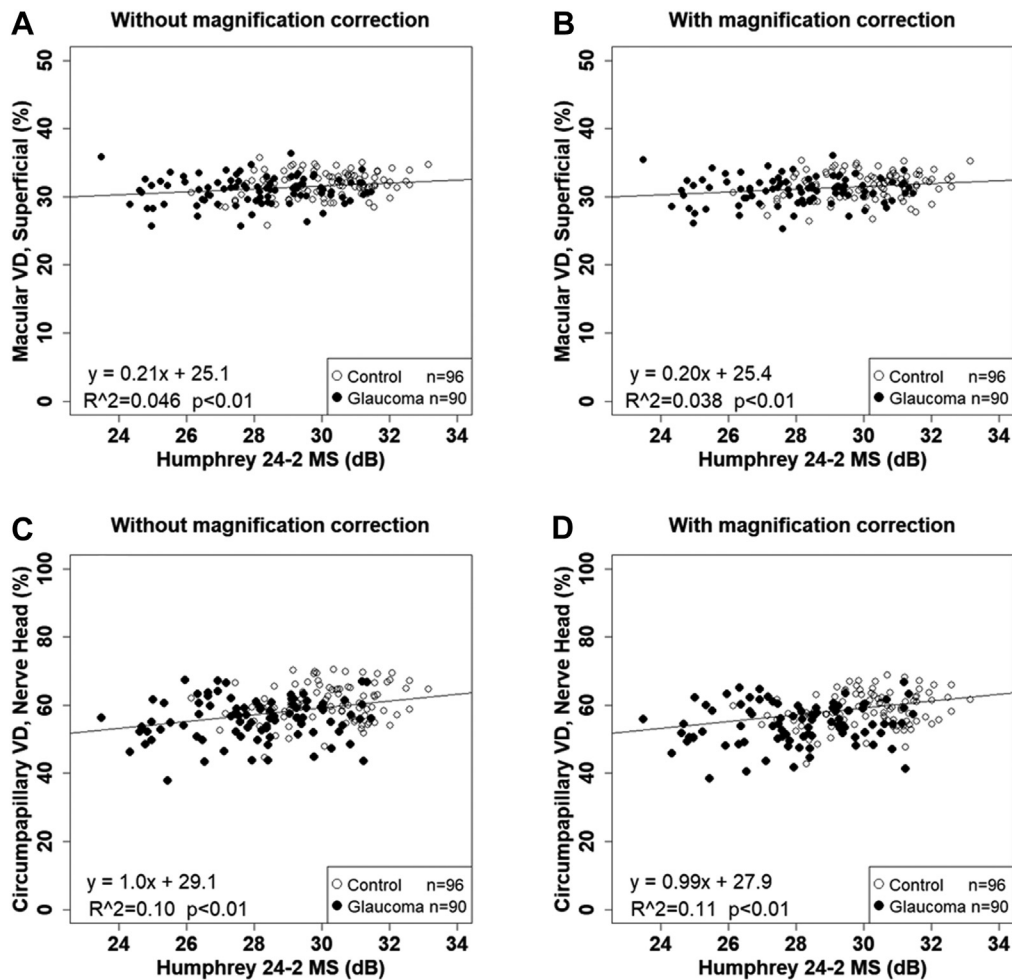 A
Without magnification correction
Macular VD, Superficial (%)
50
40
30
20
10
0
y = 0.21x + 25.1
R^2=0.046 p<0.01
Control n=96
Glaucoma n=90
24 26 28 30 32 34
Humphrey 24-2 MS (dB)
B
With magnification correction
Macular VD, Superficial (%)
50
40
30
20
10
0
y = 0.20x + 25.4
R^2=0.038 p<0.01
Control n=96
Glaucoma n=90
24 26 28 30 32 34
Humphrey 24-2 MS (dB)
C
Without magnification correction
Circumpapillary VD, Nerve Head (%)
100
80
60
40
20
0
y = 1.0x + 29.1
R^2=0.10 p<0.01
Control n=96
Glaucoma n=90
24 26 28 30 32 34
Humphrey 24-2 MS (dB)
D
With magnification correction
Circumpapillary VD, Nerve Head (%)
100
80
60
40
20
0
y = 0.99x + 27.9
R^2=0.11 p<0.01
Control n=96
Glaucoma n=90
24 26 28 30 32 34
Humphrey 24-2 MS (dB)